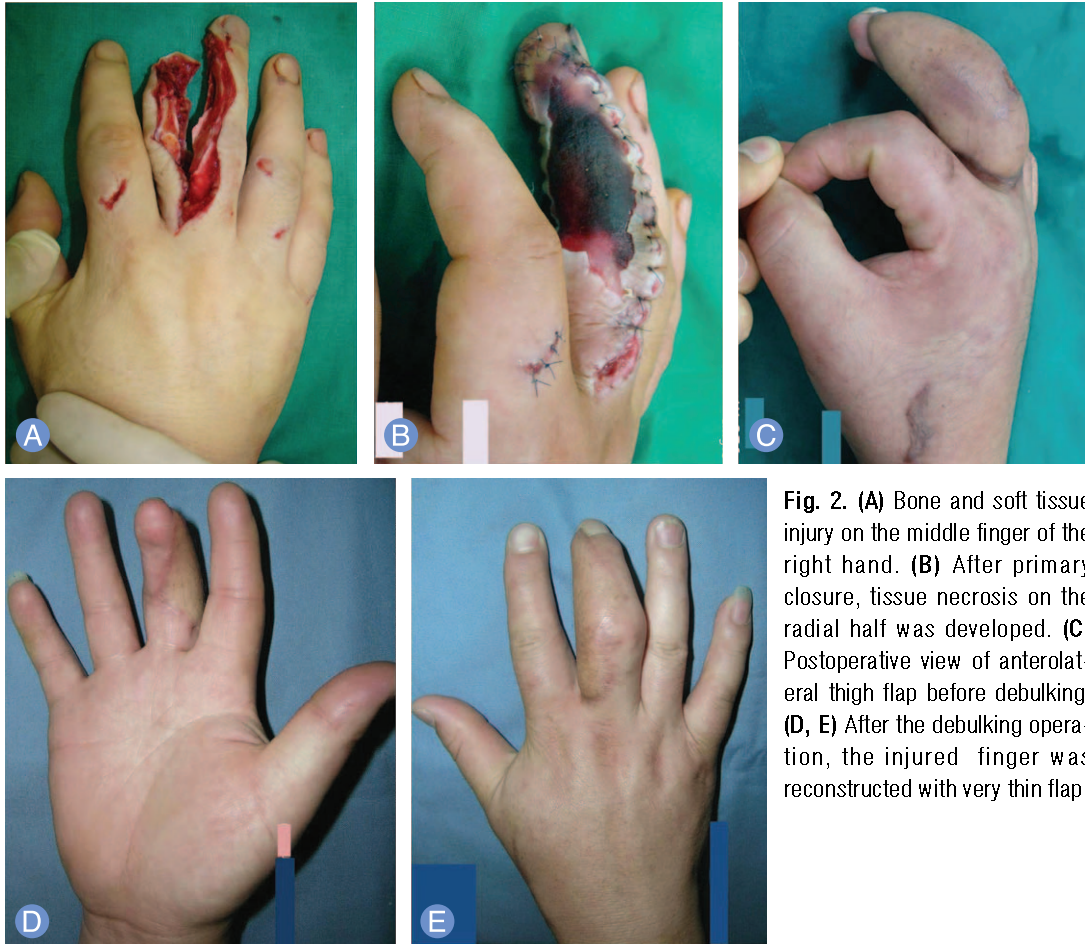 A
B
C
D
E
Fig. 2. (A) Bone and soft tissue
injury on the middle finger of the
right hand. (B) After primary
closure, tissue necrosis on the
radial half was developed. (C
Postoperative view of anterolat-
eral thigh flap before debulking
(D, E) After the debulking opera-
tion, the injured finger was
reconstructed with very thin flap